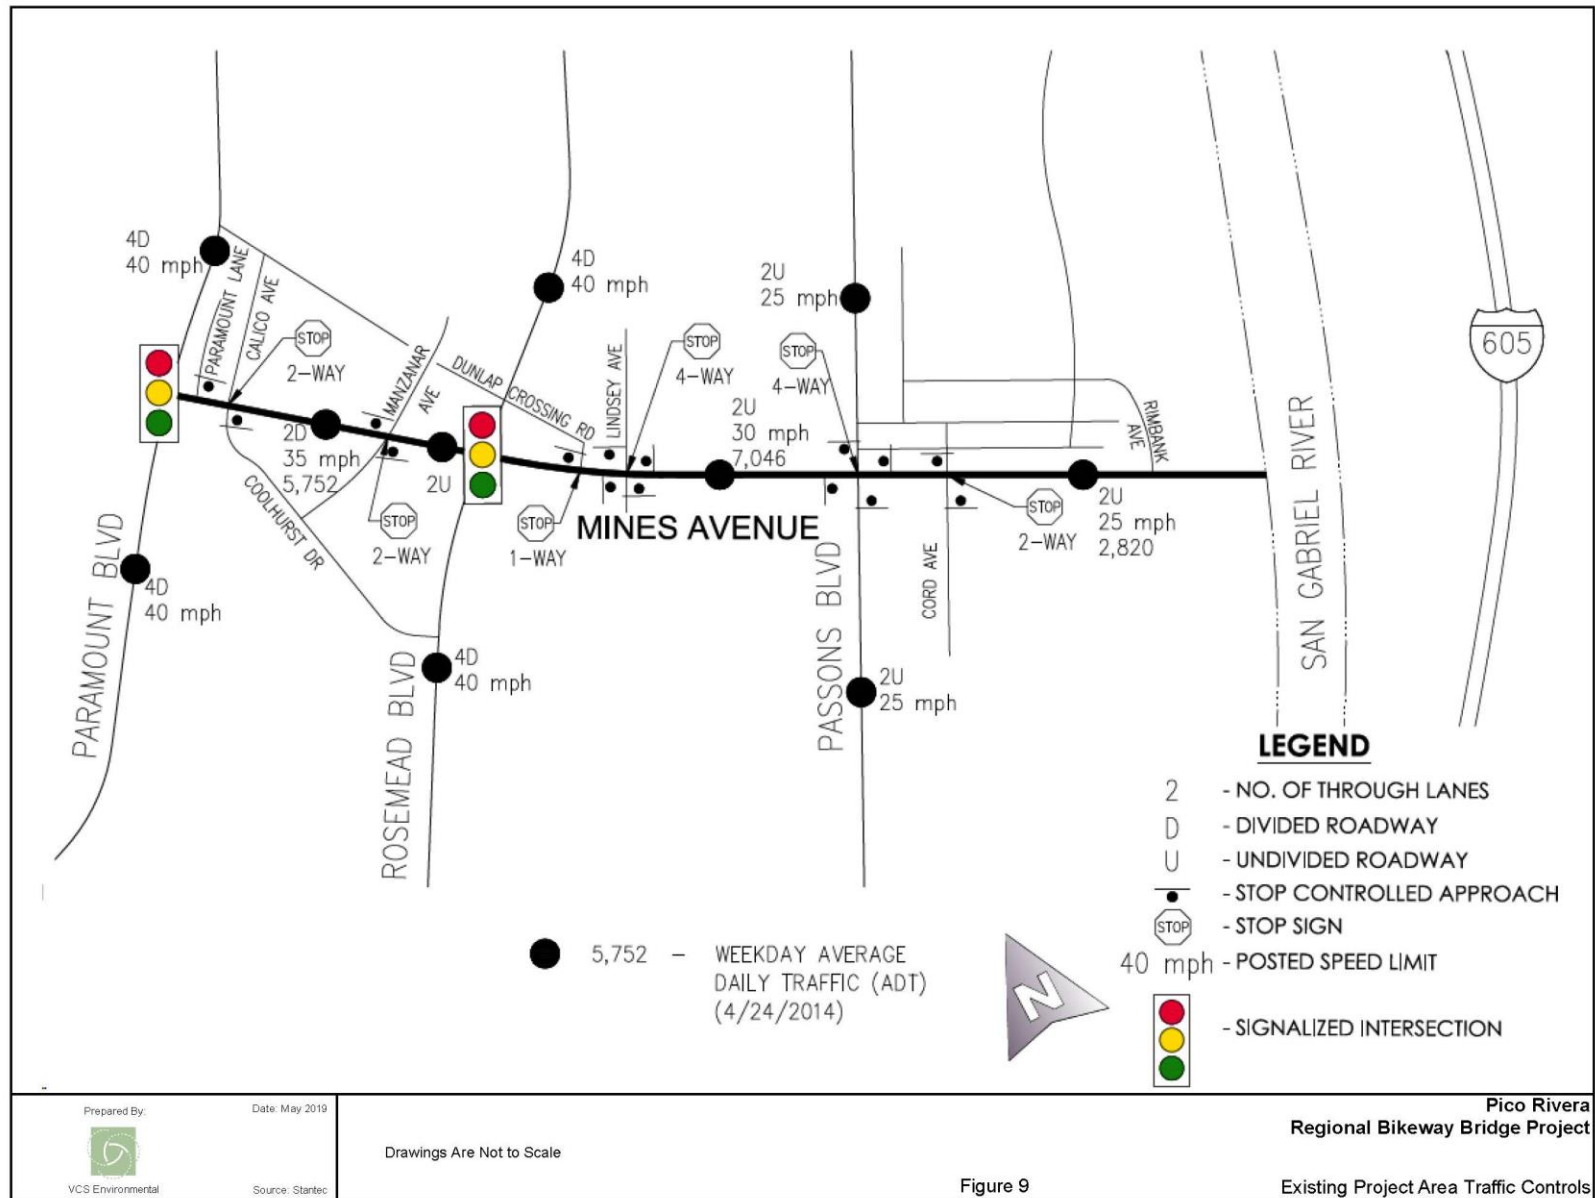 4D
40 mph
PARAMOUNT LANE
CALICO AVE
STOP
2-WAY
MANZANAR
AVE
DUNLAP CROSSING RD
4D
40 mph
LINDSEY AVE
STOP
4-WAY
2U
25 mph
STOP
4-WAY
2U
30 mph
7,046
RIMBANK
AVE
605
2D
35 mph
5,752
2U
COOLHURST DR
STOP
2-WAY
STOP
1-WAY
MINES AVENUE
STOP
2-WAY
2U
25 mph
2,820
CORD AVE
SAN GABRIEL RIVER
PARAMOUNT BLVD
4D
40 mph
ROSEMEAD BLVD
4D
40 mph
PASSONS BLVD
2U
25 mph
LEGEND
2 - NO. OF THROUGH LANES
D - DIVIDED ROADWAY
U - UNDIVIDED ROADWAY
- STOP CONTROLLED APPROACH
STOP - STOP SIGN
40 mph - POSTED SPEED LIMIT
- SIGNALIZED INTERSECTION
5,752 - WEEKDAY AVERAGE
DAILY TRAFFIC (ADT)
(4/24/2014)
N
Prepared By:
Date: May 2019
VCS Environmental
Source: Stantec
Drawings Are Not to Scale
Figure 9
Pico Rivera
Regional Bikeway Bridge Project
Existing Project Area Traffic Controls